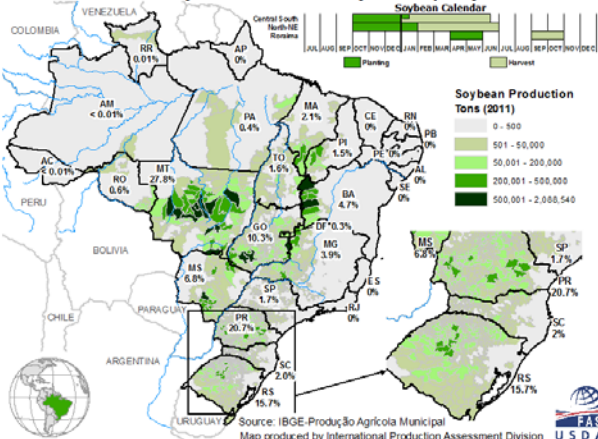 Soybean Calendar
Central South
North-NE
Roraima
JUL AUG SEP OCT NOV DEC JAN FEB MAR APR MAY JUN JUL AUG SEP OCT NOV DEC
Planting
Harvest
Soybean Production
Tons (2011)
0 - 500
501 - 50,000
50,001 - 200,000
200,001 - 500,000
500,001 - 2,088,540
VENEZUELA
COLOMBIA
RR
0.01%
AP
0%
AM
< 0.01%
PA
0.4%
MA
2.1%
CE
0%
RN
0%
PB
0%
PE 0%
AL
0%
SE
0%
PI
1.5%
TO
1.6%
AC
< 0.01%
RO
0.6%
MT
27.8%
BA
4.7%
PERU
BOLIVIA
GO
10.3%
DF 0.3%
MG
3.9%
ES
0%
RJ
0%
MS
6.8%
SP
1.7%
PARAGUAY
CHILE
ARGENTINA
PR
20.7%
SC
2.0%
RS
15.7%
URUGUAY
MS
6.8%
SP
1.7%
PR
20.7%
SC
2%
RS
15.7%
Source: IBGE-Produção Agrícola Municipal
Map produced by International Production Assessment Division
FAS
USDA